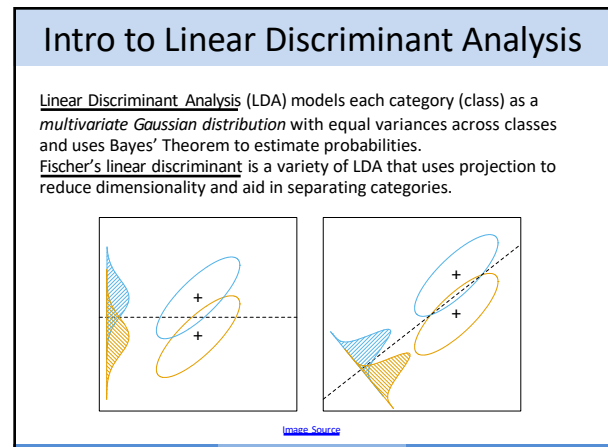 Intro to Linear Discriminant Analysis
Linear Discriminant Analysis (LDA) models each category (class) as a
multivariate Gaussian distribution with equal variances across classes
and uses Bayes’ Theorem to estimate probabilities.
Fischer’s linear discriminant is a variety of LDA that uses projection to
reduce dimensionality and aid in separating categories.
Image Source